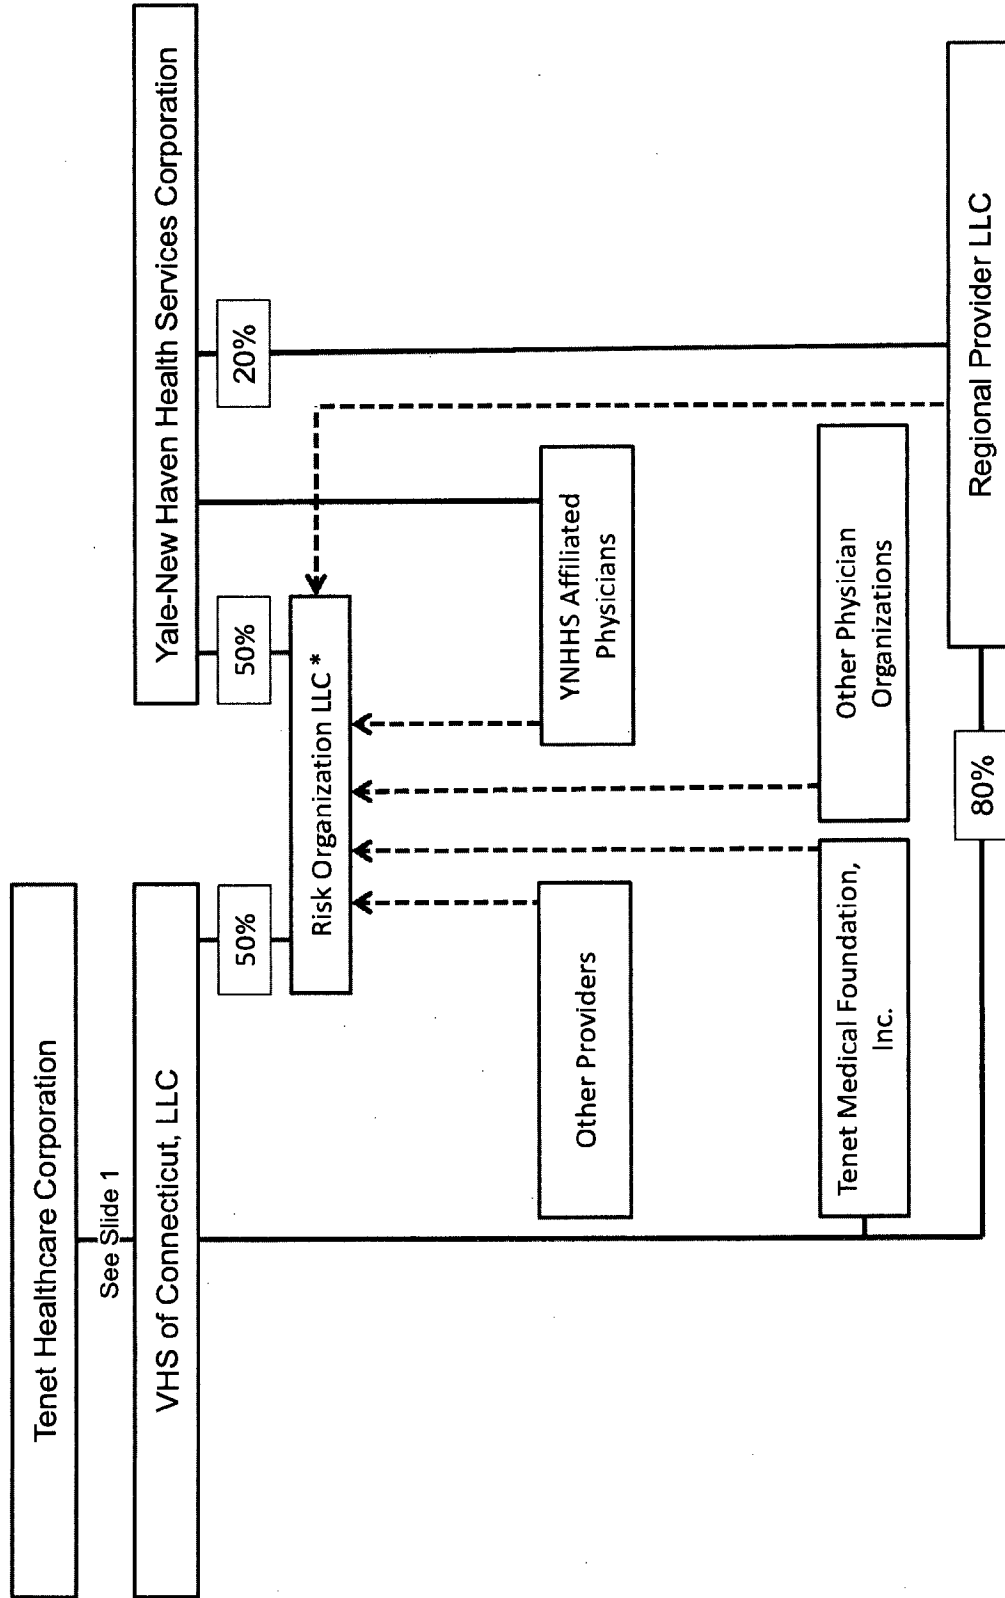 Tenet Healthcare Corporation
See Slide 1
VHS of Connecticut, LLC
Yale-New Haven Health Services Corporation
50%
50%
20%
Risk Organization LLC *
Other Providers
YNHHS Affiliated
Physicians
Tenet Medical Foundation,
Inc.
Other Physician
Organizations
80%
Regional Provider LLC